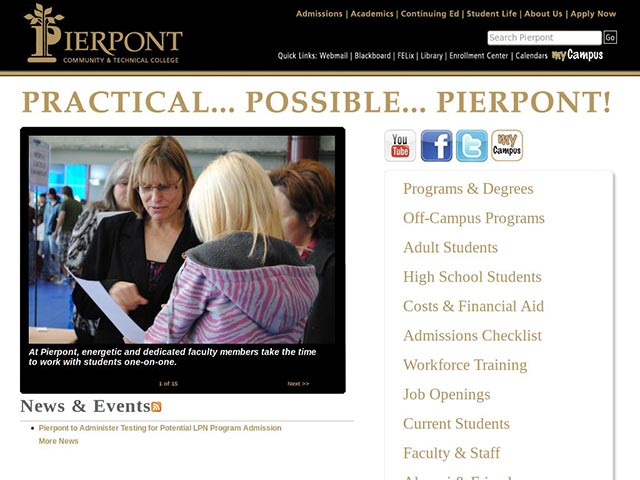 PIERPONT
COMMUNITY & TECHNICAL COLLEGE
Admissions | Academics | Continuing Ed | Student Life | About Us | Apply Now
Search Pierpont Go
Quick Links: Webmail | Blackboard | FELix | Library | Enrollment Center | Calendars my Campus
PRACTICAL... POSSIBLE... PIERPONT!
You Tube
f
t
my Campus
At Pierpont, energetic and dedicated faculty members take the time
to work with students one-on-one.
1 of 15
Next >>
News & Events
Pierpont to Administer Testing for Potential LPN Program Admission
More News
Programs & Degrees
Off-Campus Programs
Adult Students
High School Students
Costs & Financial Aid
Admissions Checklist
Workforce Training
Job Openings
Current Students
Faculty & Staff